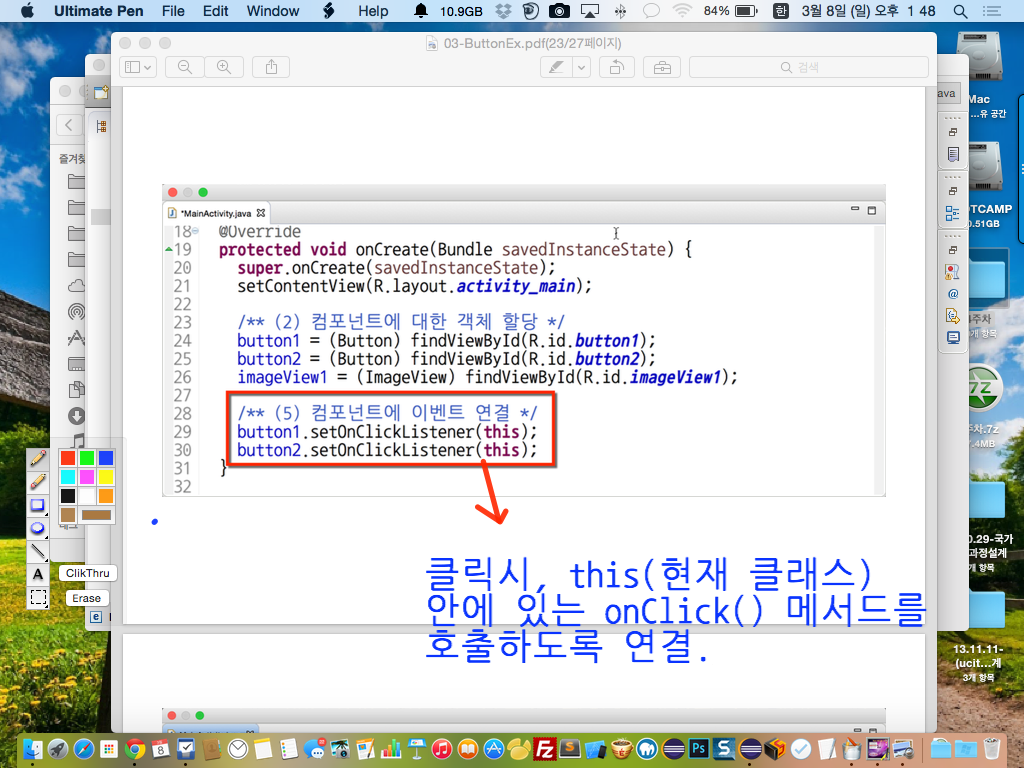 Ultimate Pen File Edit Window Help 10.9GB 84% 한 3월 8일 (일) 오후 1 48
03-ButtonEx.pdf(23/27페이지)
검색
ava
Mac
...유 공간
즐겨찾
TCAMP
0.51GB
*MainActivity.java
18 @Override
19 protected void onCreate(Bundle savedInstanceState) {
20 super.onCreate(savedInstanceState);
21 setContentView(R.layout.activity_main);
22
23 /** (2) 컴포넌트에 대한 객체 할당 */
24 button1 = (Button) findViewById(R.id.button1);
25 button2 = (Button) findViewById(R.id.button2);
26 imageView1 = (ImageView) findViewById(R.id.imageView1);
27
28 /** (5) 컴포넌트에 이벤트 연결 */
29 button1.setOnClickListener(this);
30 button2.setOnClickListener(this);
31 }
32
4주차
항목
7z
주차.7z
.4MB
A
ClikThru
Erase
클릭시, this(현재 클래스)
안에 있는 onClick() 메서드를
호출하도록 연결.
0.29-국가
과정설계
개 항목
13.11.11-
(ucit...계
3개 항목